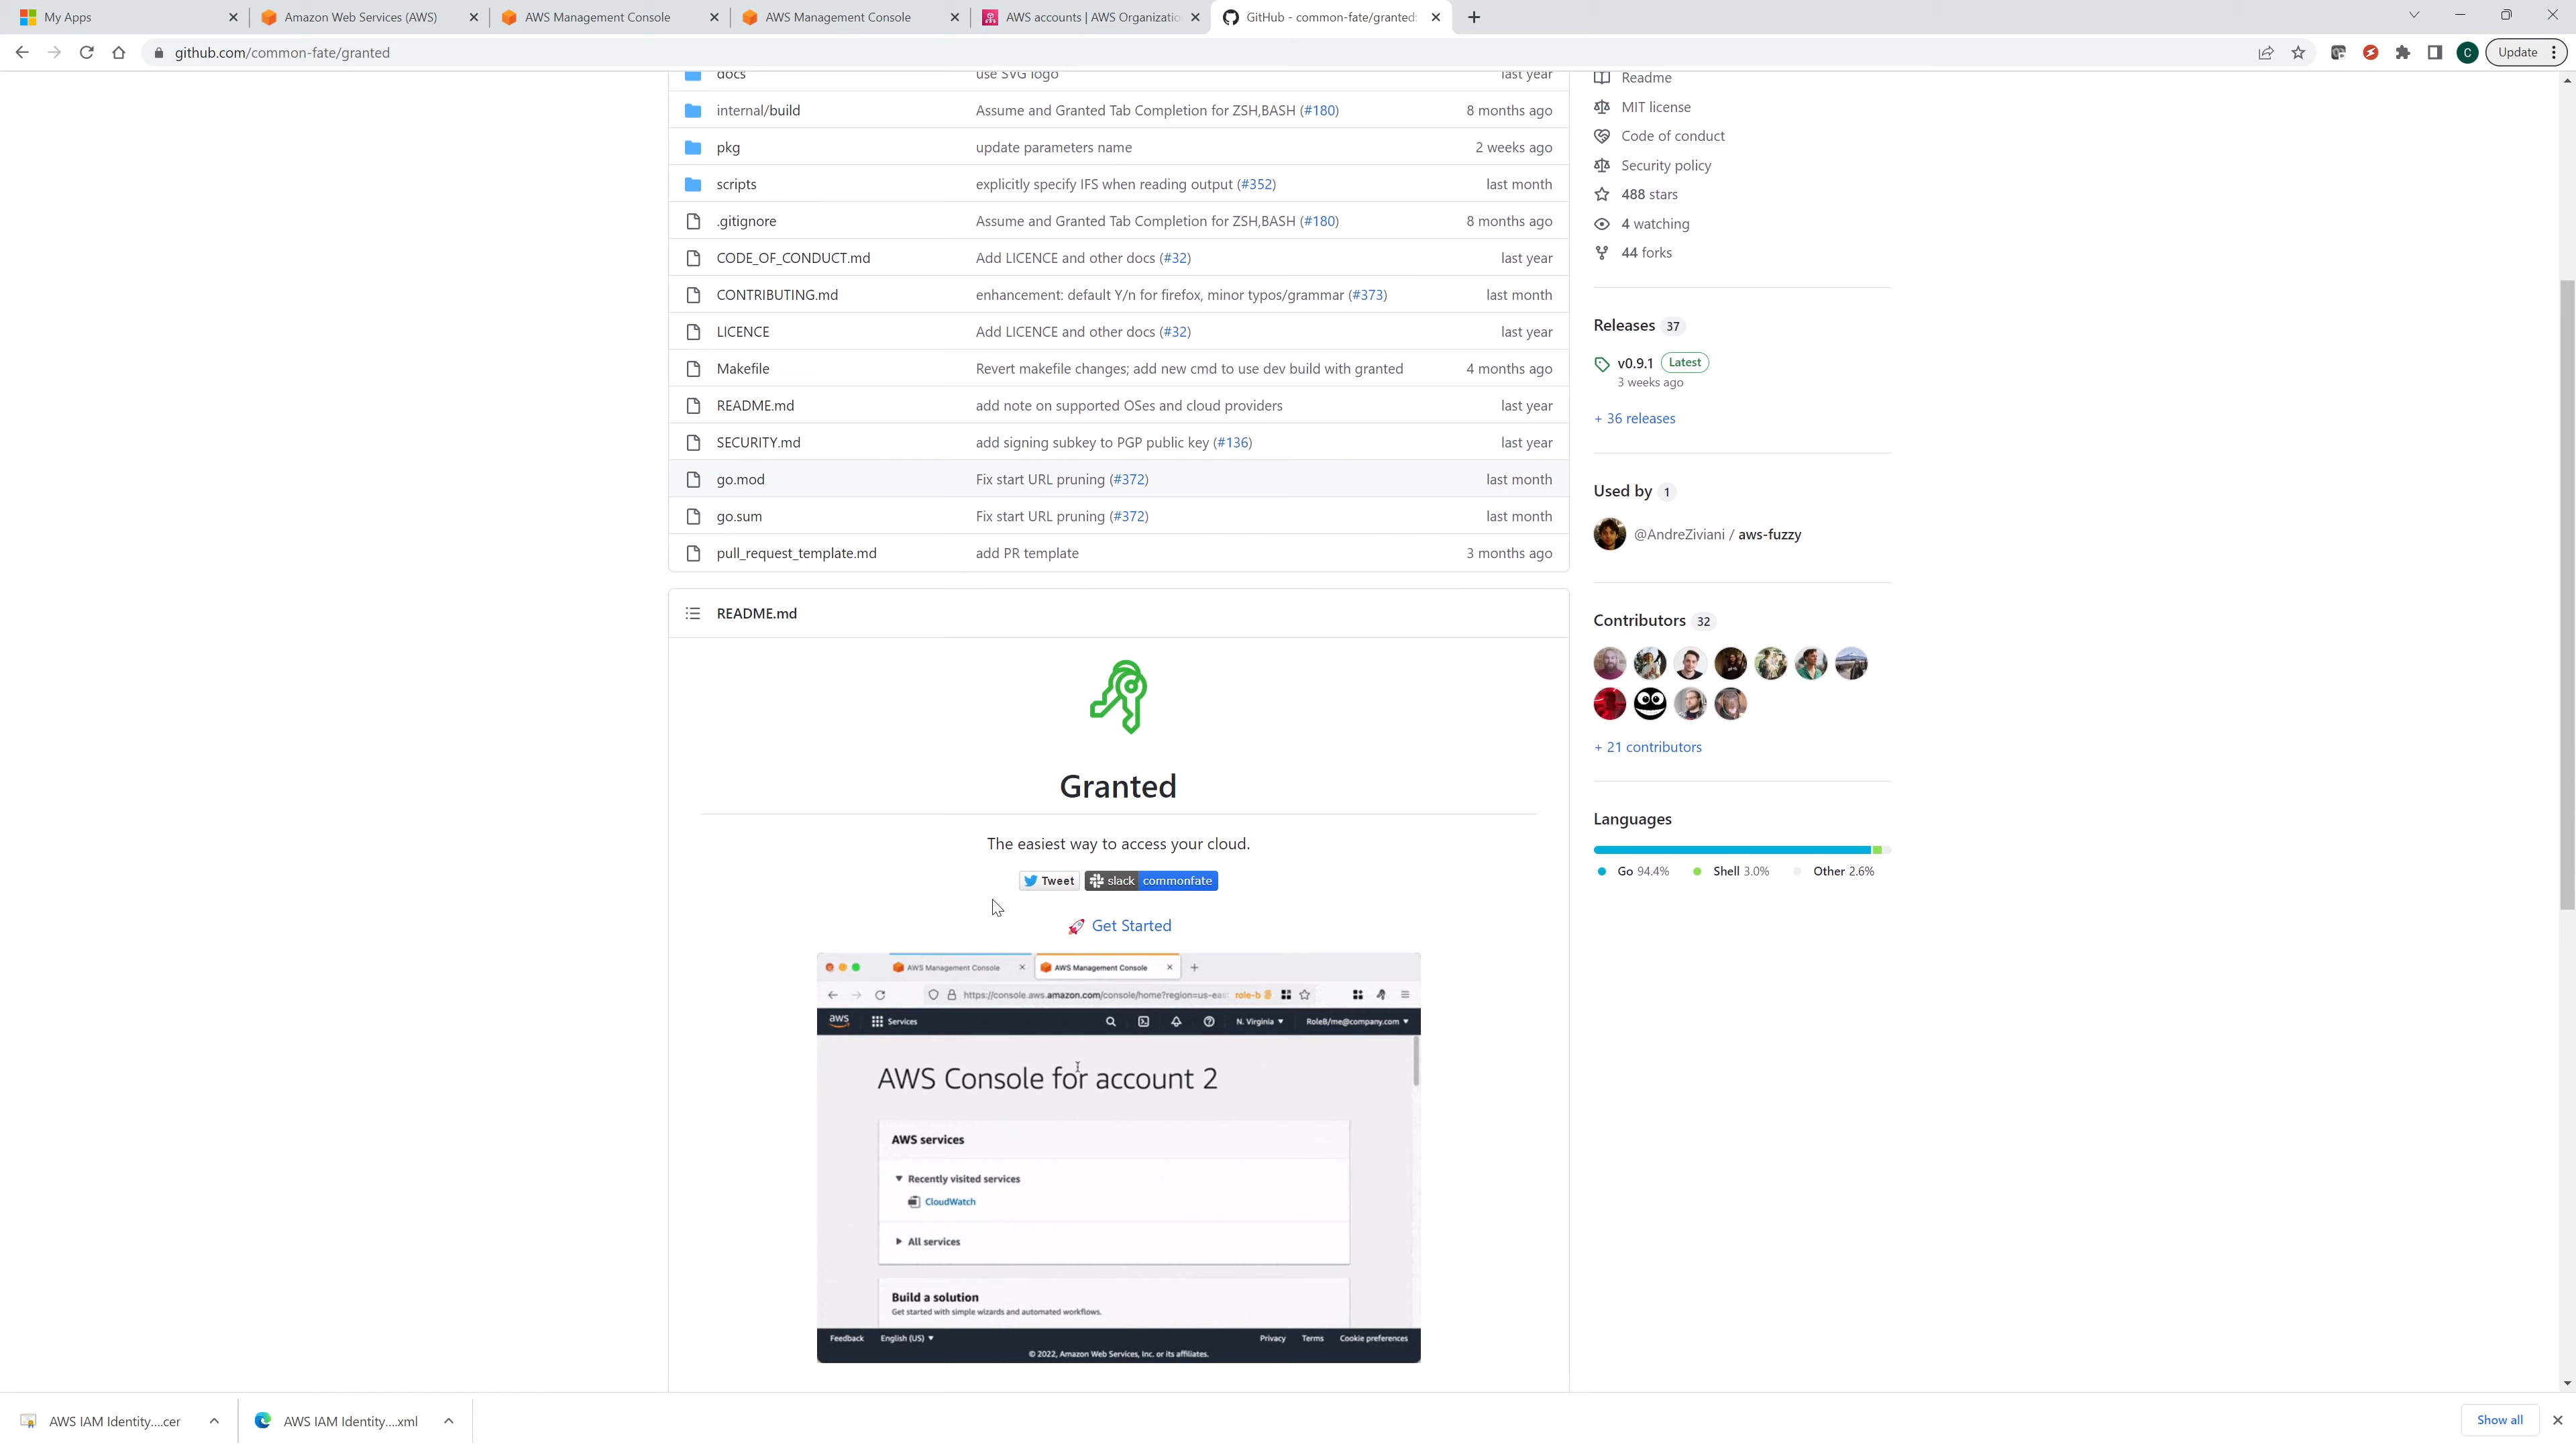 My Apps
Amazon Web Services (AWS)
AWS Management Console
AWS Management Console
AWS accounts | AWS Organizatio
GitHub - common-fate/granted:
github.com/common-fate/granted
C
Update
docs use SVG logo last year
internal/build Assume and Granted Tab Completion for ZSH,BASH (#180) 8 months ago
pkg update parameters name 2 weeks ago
scripts explicitly specify IFS when reading output (#352) last month
.gitignore Assume and Granted Tab Completion for ZSH,BASH (#180) 8 months ago
CODE_OF_CONDUCT.md Add LICENCE and other docs (#32) last year
CONTRIBUTING.md enhancement: default Y/n for firefox, minor typos/grammar (#373) last month
LICENCE Add LICENCE and other docs (#32) last year
Makefile Revert makefile changes; add new cmd to use dev build with granted 4 months ago
README.md add note on supported OSes and cloud providers last year
SECURITY.md add signing subkey to PGP public key (#136) last year
go.mod Fix start URL pruning (#372) last month
go.sum Fix start URL pruning (#372) last month
pull_request_template.md add PR template 3 months ago
README.md
Granted
The easiest way to access your cloud.
Tweet slack commonfate
Get Started
AWS Management Console
AWS Management Console
https://console.aws.amazon.com/console/home?region=us-eas role-b
aws Services N. Virginia RoleB/me@company.com
AWS Console for account 2
AWS services
Recently visited services
CloudWatch
All services
Build a solution
Get started with simple wizards and automated workflows.
Feedback English (US) Privacy Terms Cookie preferences
© 2022, Amazon Web Services, Inc. or its affiliates.
Readme
MIT license
Code of conduct
Security policy
488 stars
4 watching
44 forks
Releases 37
v0.9.1 Latest
3 weeks ago
+ 36 releases
Used by 1
@AndreZiviani / aws-fuzzy
Contributors 32
+ 21 contributors
Languages
Go 94.4% Shell 3.0% Other 2.6%
AWS IAM Identity....cer
AWS IAM Identity....xml
Show all